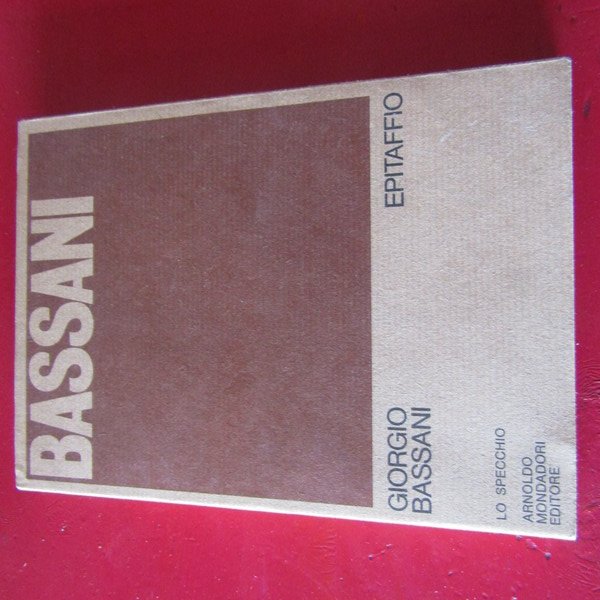 BASSANI
GIORGIO
BASSANI
EPITAFFIO
LO SPECCHIO
ARNOLDO
MONDADORI
EDITORE